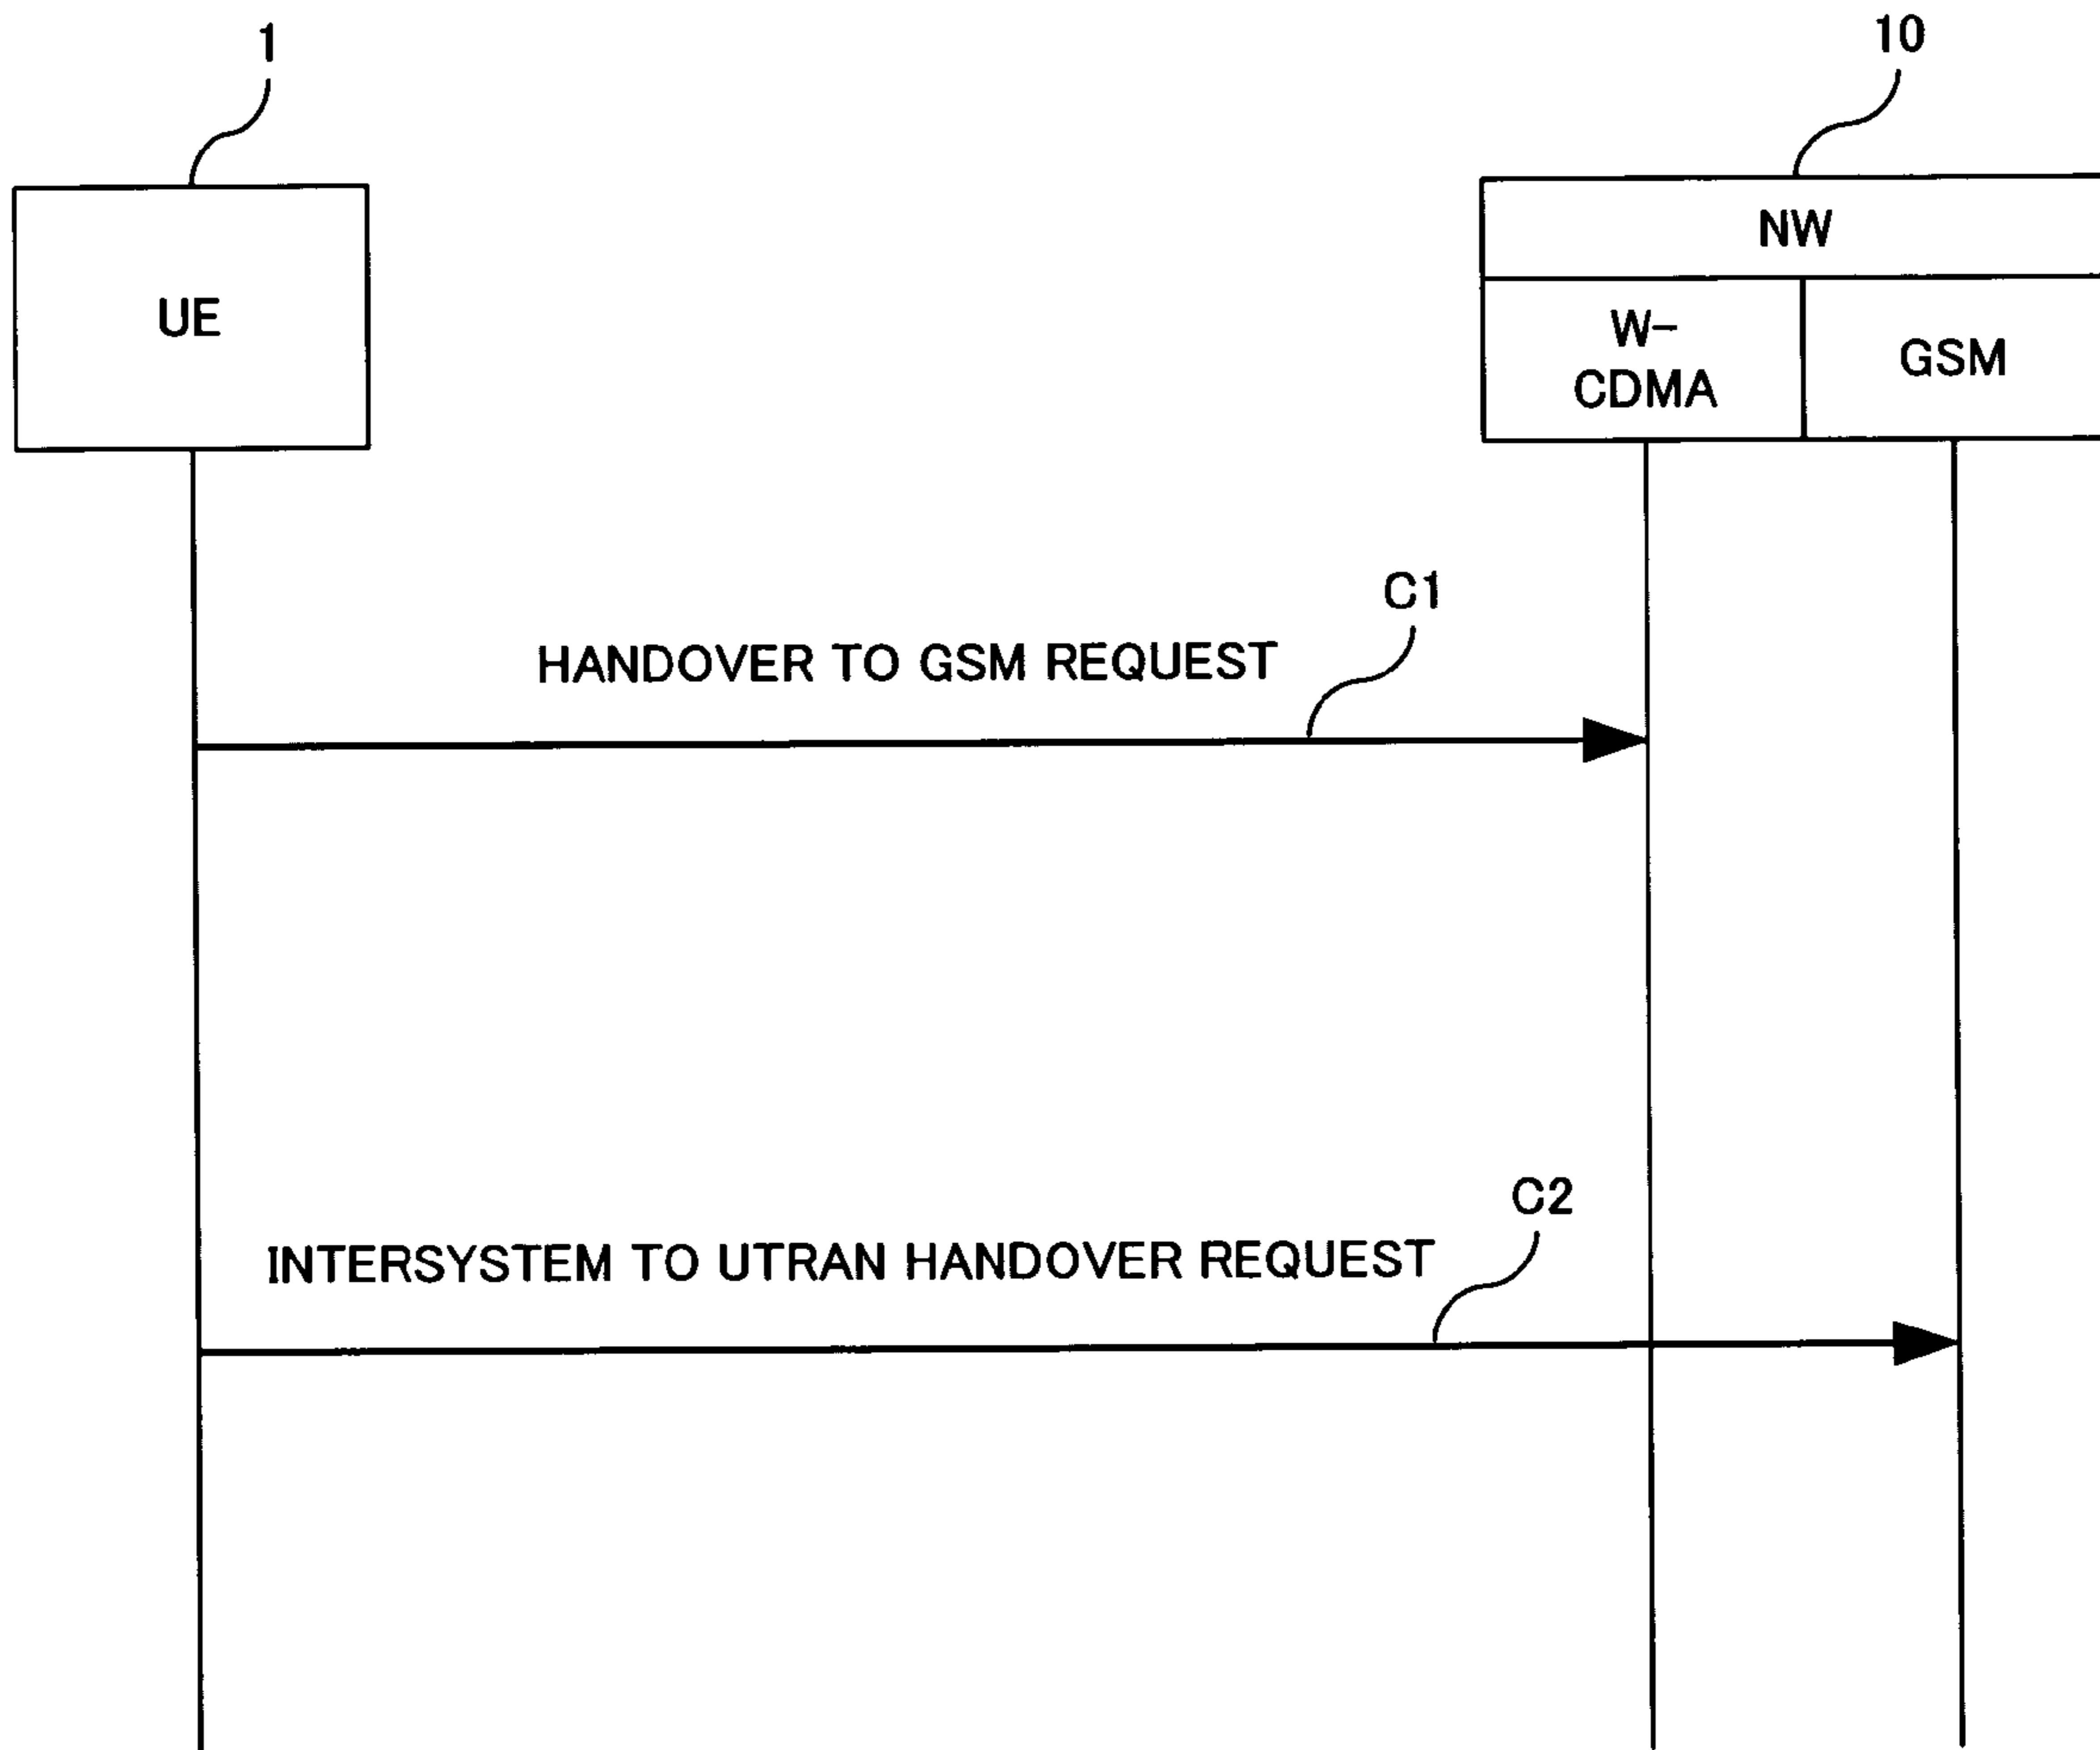 1
10
UE
NW
W-
CDMA
GSM
C1
HANDOVER TO GSM REQUEST
C2
INTERSYSTEM TO UTRAN HANDOVER REQUEST